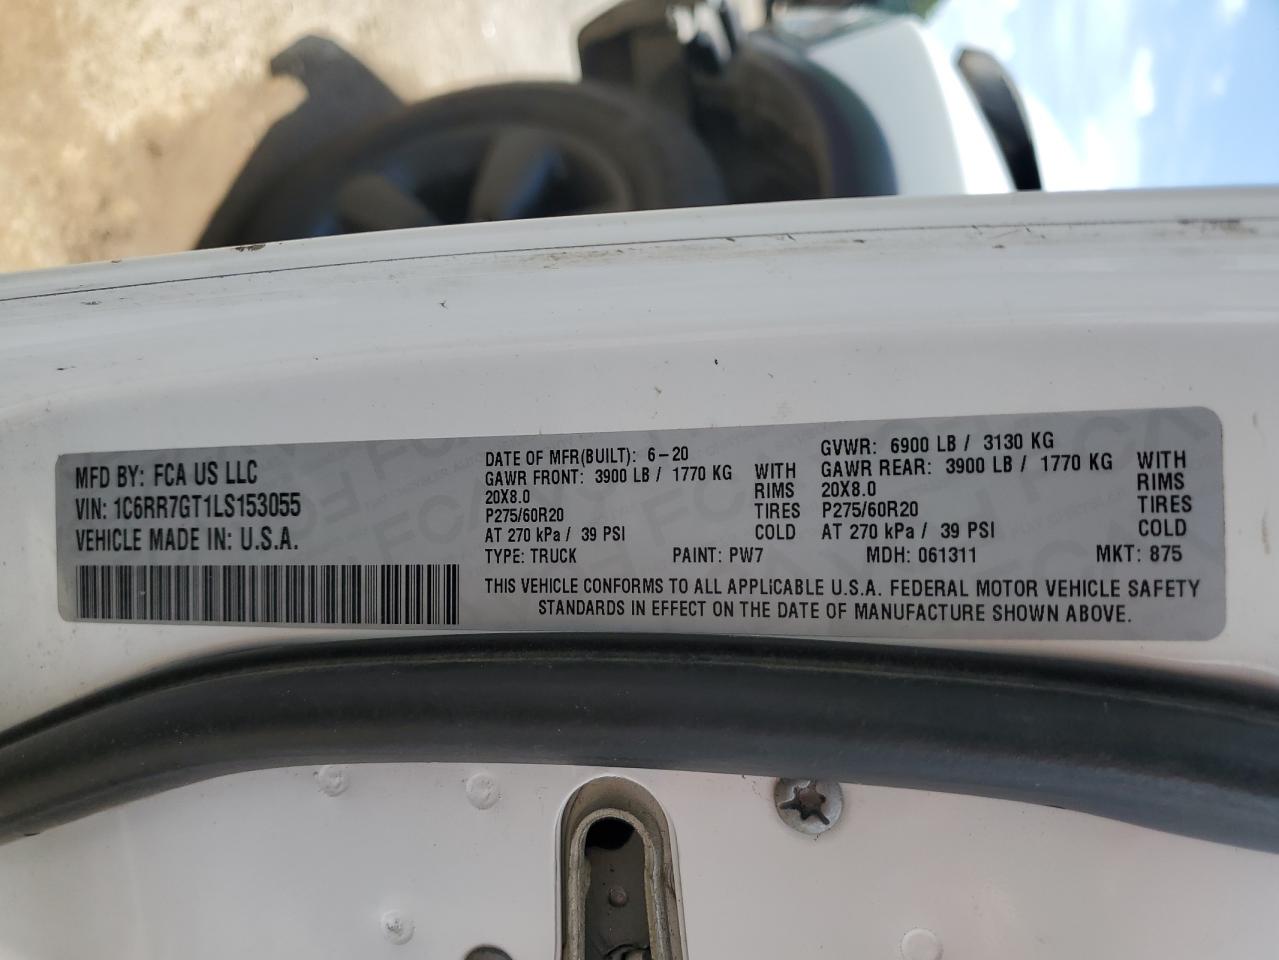 MFD BY: FCA US LLC
VIN: 1C6RR7GT1LS153055
VEHICLE MADE IN: U.S.A.
DATE OF MFR(BUILT): 6-20
GAWR FRONT: 3900 LB / 1770 KG WITH
20X8.0 RIMS
P275/60R20 TIRES
AT 270 kPa / 39 PSI COLD
GVWR: 6900 LB / 3130 KG
GAWR REAR: 3900 LB / 1770 KG WITH
20X8.0 RIMS
P275/60R20 TIRES
AT 270 kPa / 39 PSI COLD
TYPE: TRUCK PAINT: PW7 MDH: 061311 MKT: 875
THIS VEHICLE CONFORMS TO ALL APPLICABLE U.S.A. FEDERAL MOTOR VEHICLE SAFETY
STANDARDS IN EFFECT ON THE DATE OF MANUFACTURE SHOWN ABOVE.